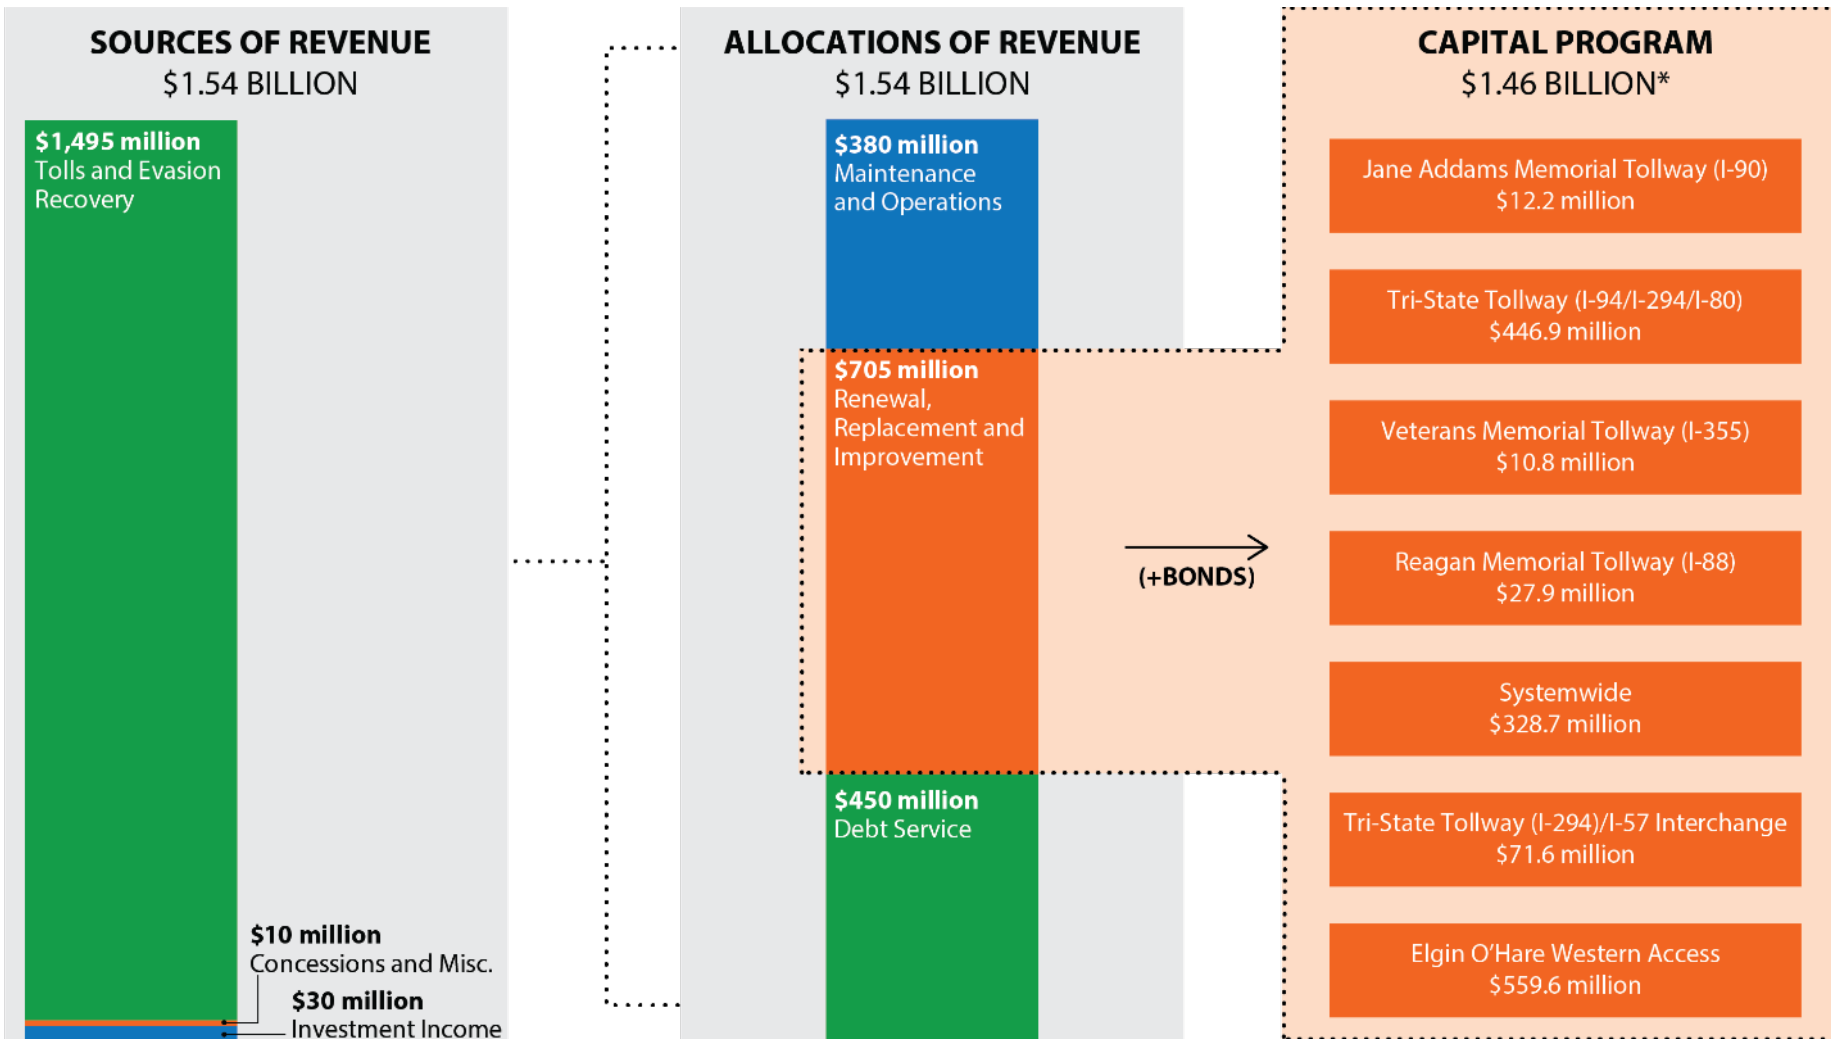 SOURCES OF REVENUE
$1.54 BILLION
$1,495 million
Tolls and Evasion
Recovery
$10 million
Concessions and Misc.
$30 million
Investment Income
ALLOCATIONS OF REVENUE
$1.54 BILLION
$380 million
Maintenance
and Operations
$705 million
Renewal,
Replacement and
Improvement
$450 million
Debt Service
(+BONDS)
CAPITAL PROGRAM
$1.46 BILLION*
Jane Addams Memorial Tollway (I-90)
$12.2 million
Tri-State Tollway (I-94/I-294/I-80)
$446.9 million
Veterans Memorial Tollway (I-355)
$10.8 million
Reagan Memorial Tollway (I-88)
$27.9 million
Systemwide
$328.7 million
Tri-State Tollway (I-294)/I-57 Interchange
$71.6 million
Elgin O’Hare Western Access
$559.6 million